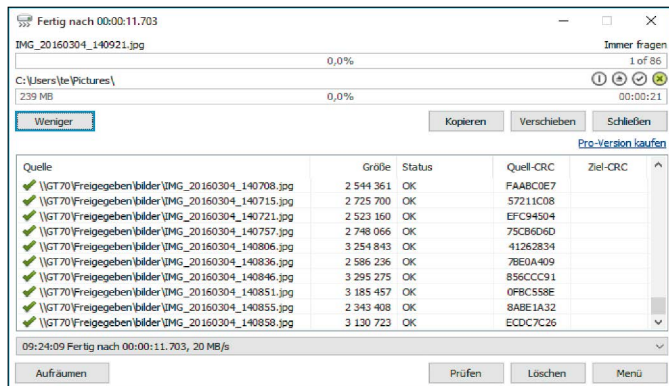 Fertig nach 00:00:11.703
IMG_20160304_140921.jpg Immer fragen
0,0% 1 of 86
C:\Users\te\Pictures\
239 MB 0,0% 00:00:21
Weniger Kopieren Verschieben Schließen
Pro-Version kaufen
Quelle Größe Status Quell-CRC Ziel-CRC
\\GT70\Freigegeben\bilder\IMG_20160304_140708.jpg 2 544 361 OK FAABC0E7
\\GT70\Freigegeben\bilder\IMG_20160304_140715.jpg 2 725 700 OK 57211C08
\\GT70\Freigegeben\bilder\IMG_20160304_140721.jpg 2 523 160 OK EFC94504
\\GT70\Freigegeben\bilder\IMG_20160304_140757.jpg 2 748 066 OK 75CB6D6D
\\GT70\Freigegeben\bilder\IMG_20160304_140806.jpg 3 254 843 OK 41262834
\\GT70\Freigegeben\bilder\IMG_20160304_140836.jpg 2 586 236 OK 7BE0A409
\\GT70\Freigegeben\bilder\IMG_20160304_140846.jpg 3 295 275 OK 856CCC91
\\GT70\Freigegeben\bilder\IMG_20160304_140851.jpg 3 185 457 OK 0FBC558E
\\GT70\Freigegeben\bilder\IMG_20160304_140855.jpg 2 343 408 OK 8ABE1A32
\\GT70\Freigegeben\bilder\IMG_20160304_140858.jpg 3 130 723 OK ECDC7C26
09:24:09 Fertig nach 00:00:11.703, 20 MB/s
Aufräumen Prüfen Löschen Menü